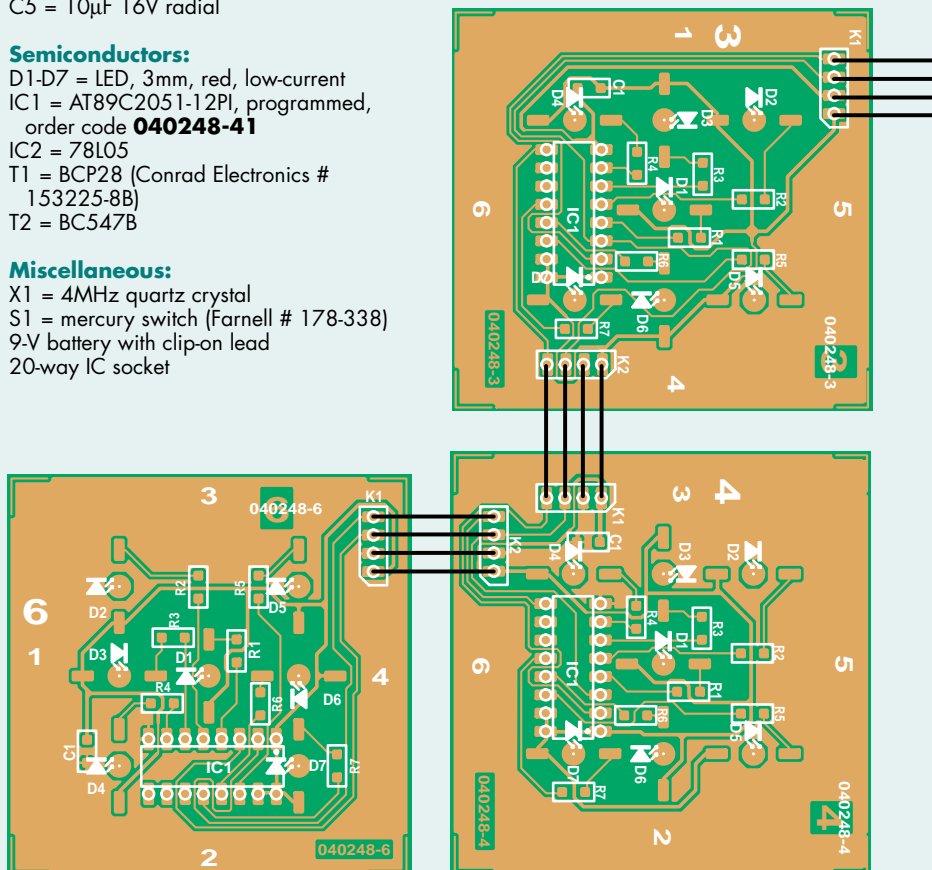 C5 = 10µF 16V radial
Semiconductors:
D1-D7 = LED, 3mm, red, low-current
IC1 = AT89C2051-12PI, programmed,
order code 040248-41
IC2 = 78L05
T1 = BCP28 (Conrad Electronics #
153225-8B)
T2 = BC547B
Miscellaneous:
X1 = 4MHz quartz crystal
S1 = mercury switch (Farnell # 178-338)
9-V battery with clip-on lead
20-way IC socket
1 3
K1
D4 C1 D3 D2
R4 R3
D1
R2
6 IC1 5
R1
R6 R5
D7 D5
D6
R7
040248-3
3
040248-3
K2
4
3
6
040248-6
K1
D2 R2 R5 D5
6
R3 R1
1 D3 D1 4
R4 R6 D6
C1
D4 IC1 D7 R7
040248-6
2
3 4
K1
K2 C1
D4 D3 D2
R4 R3
D1
R2
6 IC1 5
R1
R6 R5
D5
D7 D6
R7
040248-4
4
040248-4
2